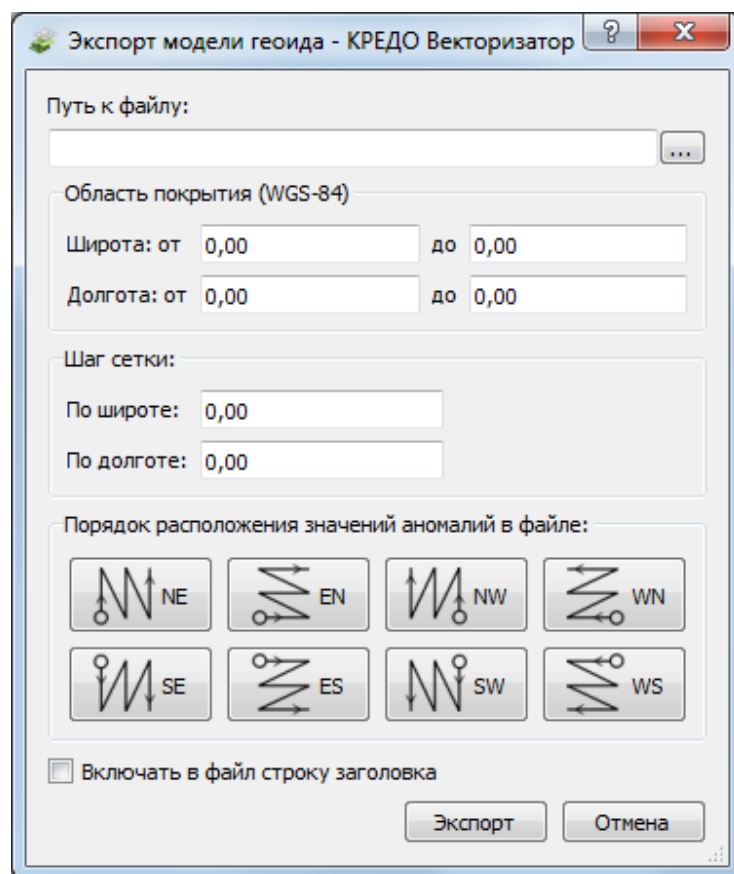 Экспорт модели геоида - КРЕДО Векторизатор
Путь к файлу:
...
Область покрытия (WGS-84)
Широта: от 0,00 до 0,00
Долгота: от 0,00 до 0,00
Шаг сетки:
По широте: 0,00
По долготе: 0,00
Порядок расположения значений аномалий в файле:
NE EN NW WN
SE ES SW WS
Включать в файл строку заголовка
Экспорт Отмена